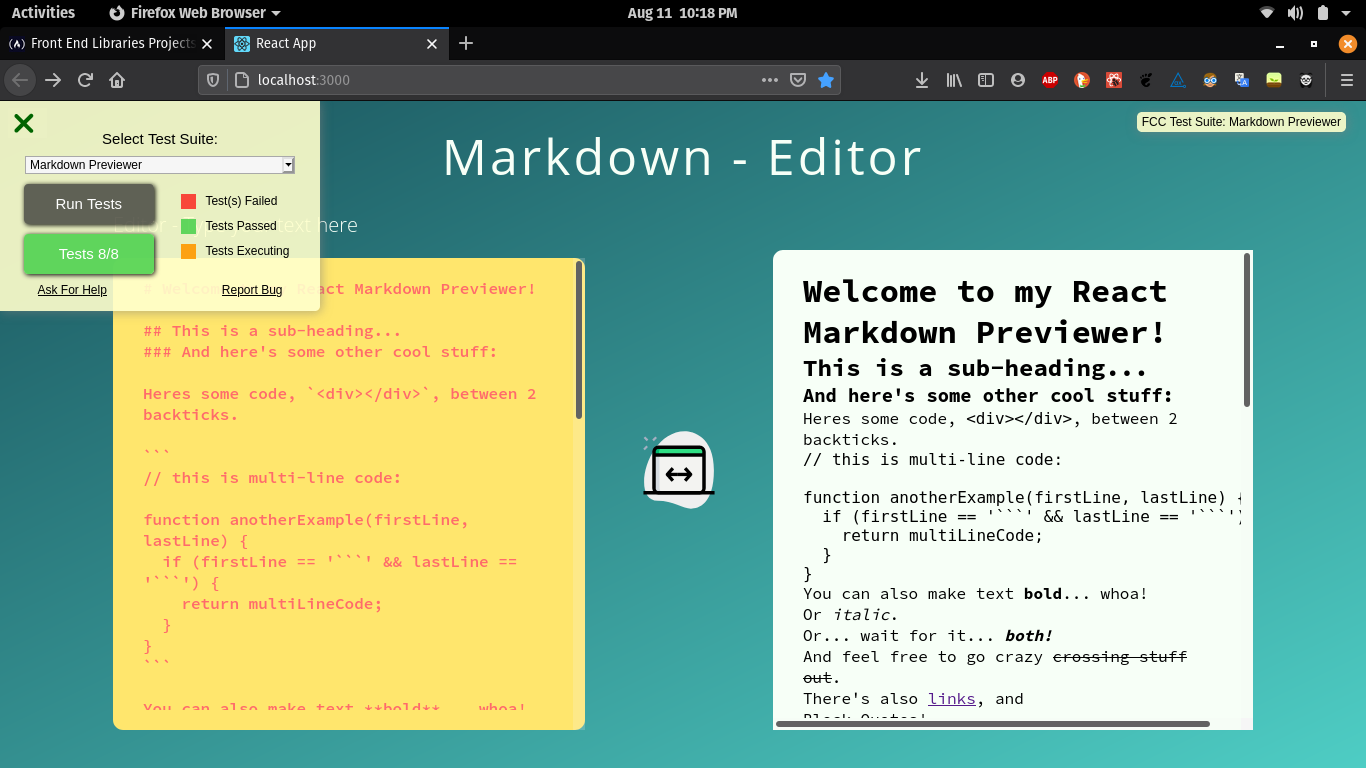 Activities
Firefox Web Browser
Aug 11 10:18 PM
Front End Libraries Projects
React App
localhost:3000
ABP
FCC Test Suite: Markdown Previewer
Select Test Suite:
Markdown Previewer
Run Tests
Test(s) Failed
Tests Passed
Tests 8/8
Tests Executing
Ask For Help
Report Bug
Markdown - Editor
text here
# Welcome to my React Markdown Previewer!
## This is a sub-heading...
### And here's some other cool stuff:
Heres some code, `<div></div>`, between 2
backticks.
```
// this is multi-line code:
function anotherExample(firstLine,
lastLine) {
if (firstLine == '```' && lastLine ==
'```') {
return multiLineCode;
}
}
```
You can also make text **bold**... whoa!
Welcome to my React
Markdown Previewer!
This is a sub-heading...
And here's some other cool stuff:
Heres some code, <div></div>, between 2
backticks.
// this is multi-line code:
function anotherExample(firstLine, lastLine) {
if (firstLine == '```' && lastLine == '```')
return multiLineCode;
}
}
You can also make text bold... whoa!
Or italic.
Or... wait for it... both!
And feel free to go crazy crossing stuff
out.
There's also links, and
Block Quotes!